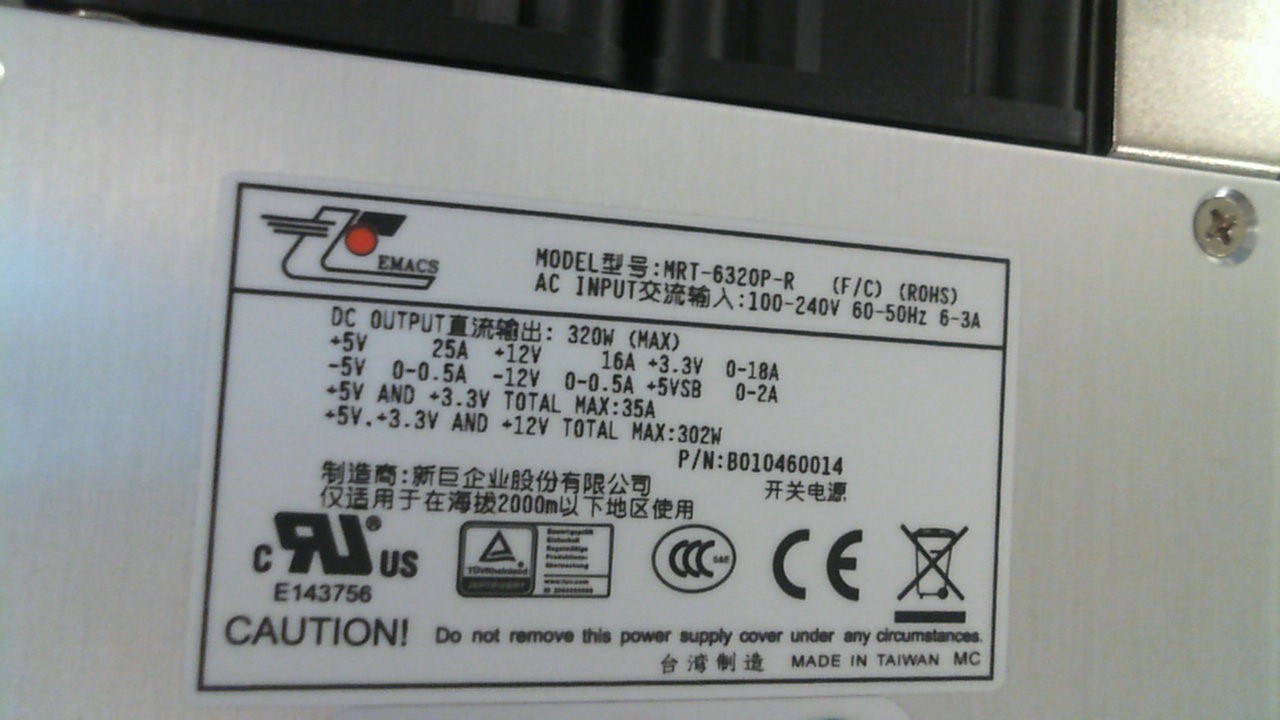 EMACS
MODEL型号:MRT-6320P-R (F/C) (ROHS)
AC INPUT交流输入:100-240V 60-50Hz 6-3A
DC OUTPUT直流输出: 320W (MAX)
+5V 25A +12V 16A +3.3V 0-18A
-5V 0-0.5A -12V 0-0.5A +5VSB 0-2A
+5V AND +3.3V TOTAL MAX:35A
+5V.+3.3V AND +12V TOTAL MAX:302W
P/N:B010460014
制造商:新巨企业股份有限公司
开关电源
仅适用于在海拔2000m以下地区使用
C RU® US
E143756
TÜVRheinland
CCC S&E
CE
CAUTION! Do not remove this power supply cover under any circumstances.
台湾制造 MADE IN TAIWAN MC